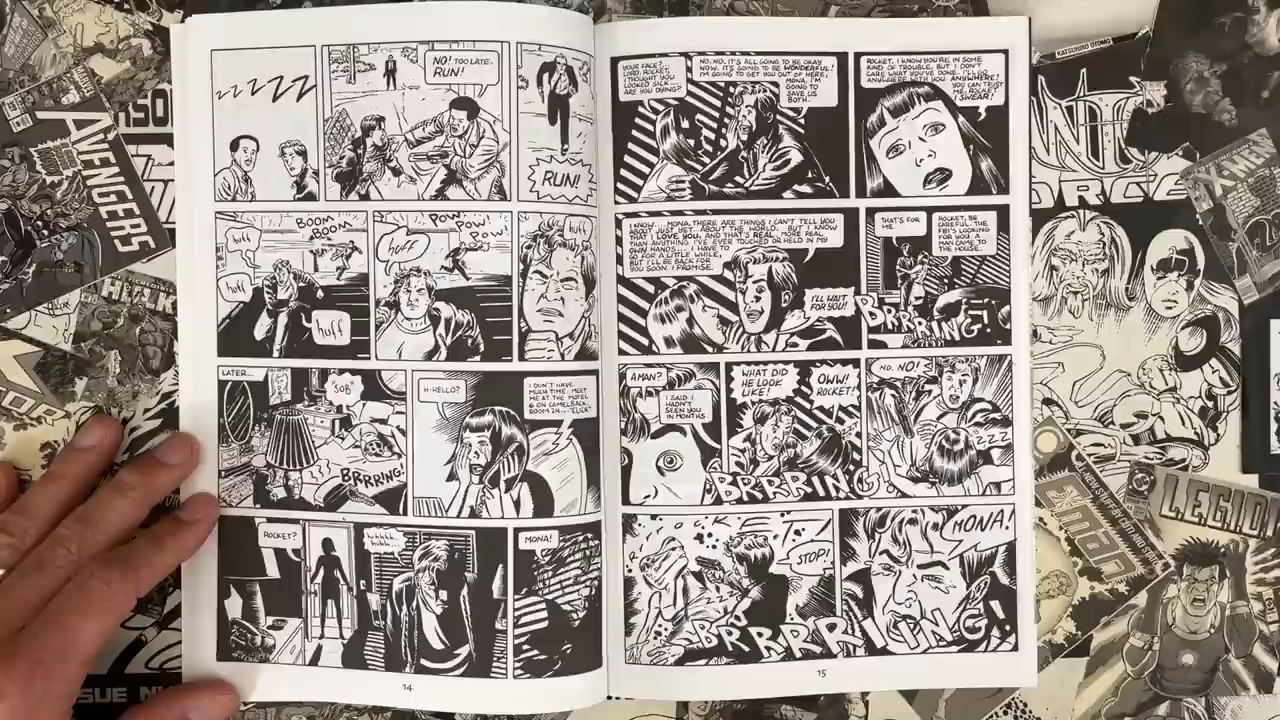 ZZZZZ
NO! TOO LATE.
RUN!
RUN!
huff
huff
huff
BOOM
BOOM
huff
POW!
POW!
POW!
huff
LATER...
SOB
BRRRING!
H-HELLO?
I DON'T HAVE
MUCH TIME. MEET
ME AT THE MOTEL
6 ON CAMELBACK.
ROOM 24...
"CLICK"
ROCKET?
MONA!
14
YOUR FACE?
LORD, ROCKET,
I THOUGHT YOU
LOOKED SICK...
ARE YOU DYING?
NO, NO, IT'S ALL GOING TO BE OKAY
NOW. IT'S GOING TO BE WONDERFUL!
I'M GOING TO GET YOU OUT OF HERE,
MONA. I'M
GOING TO
SAVE US
BOTH.
ROCKET, I KNOW YOU'RE IN SOME
KIND OF TROUBLE, BUT I DON'T
CARE WHAT YOU'VE DONE. I'LL GO
ANYWHERE WITH YOU. ANYWHERE!
YOU CAN TRUST
ME, ROCKET,
I SWEAR!
I KNOW... MONA, THERE ARE THINGS I CAN'T TELL YOU
ABOUT JUST YET. ABOUT THE WORLD. BUT I KNOW
THAT I LOVE YOU, AND THAT'S REAL. MORE REAL
THAN ANYTHING I'VE EVER TOUCHED OR HELD IN MY
OWN HANDS... I HAVE TO
GO FOR A LITTLE WHILE,
BUT I'LL BE BACK FOR
YOU SOON. I PROMISE.
I'LL WAIT
FOR YOU!
THAT'S FOR
ME.
ROCKET, BE
CAREFUL. THE
FBI'S LOOKING
FOR YOU. A
MAN CAME TO
THE HOUSE.
BRRRING!
A MAN?
I SAID I
HADN'T
SEEN YOU
IN MONTHS
WHAT DID
HE LOOK
LIKE!
OWW!
ROCKET!
NO. NO!
ZZZ
BRRRING
ROCKET
STOP!
MONA!
BRRRRIIING!
15
AVENGERS
HULK
KATSUHIRO OTOMO
FORCE
X-MEN
L.E.G.I.O.